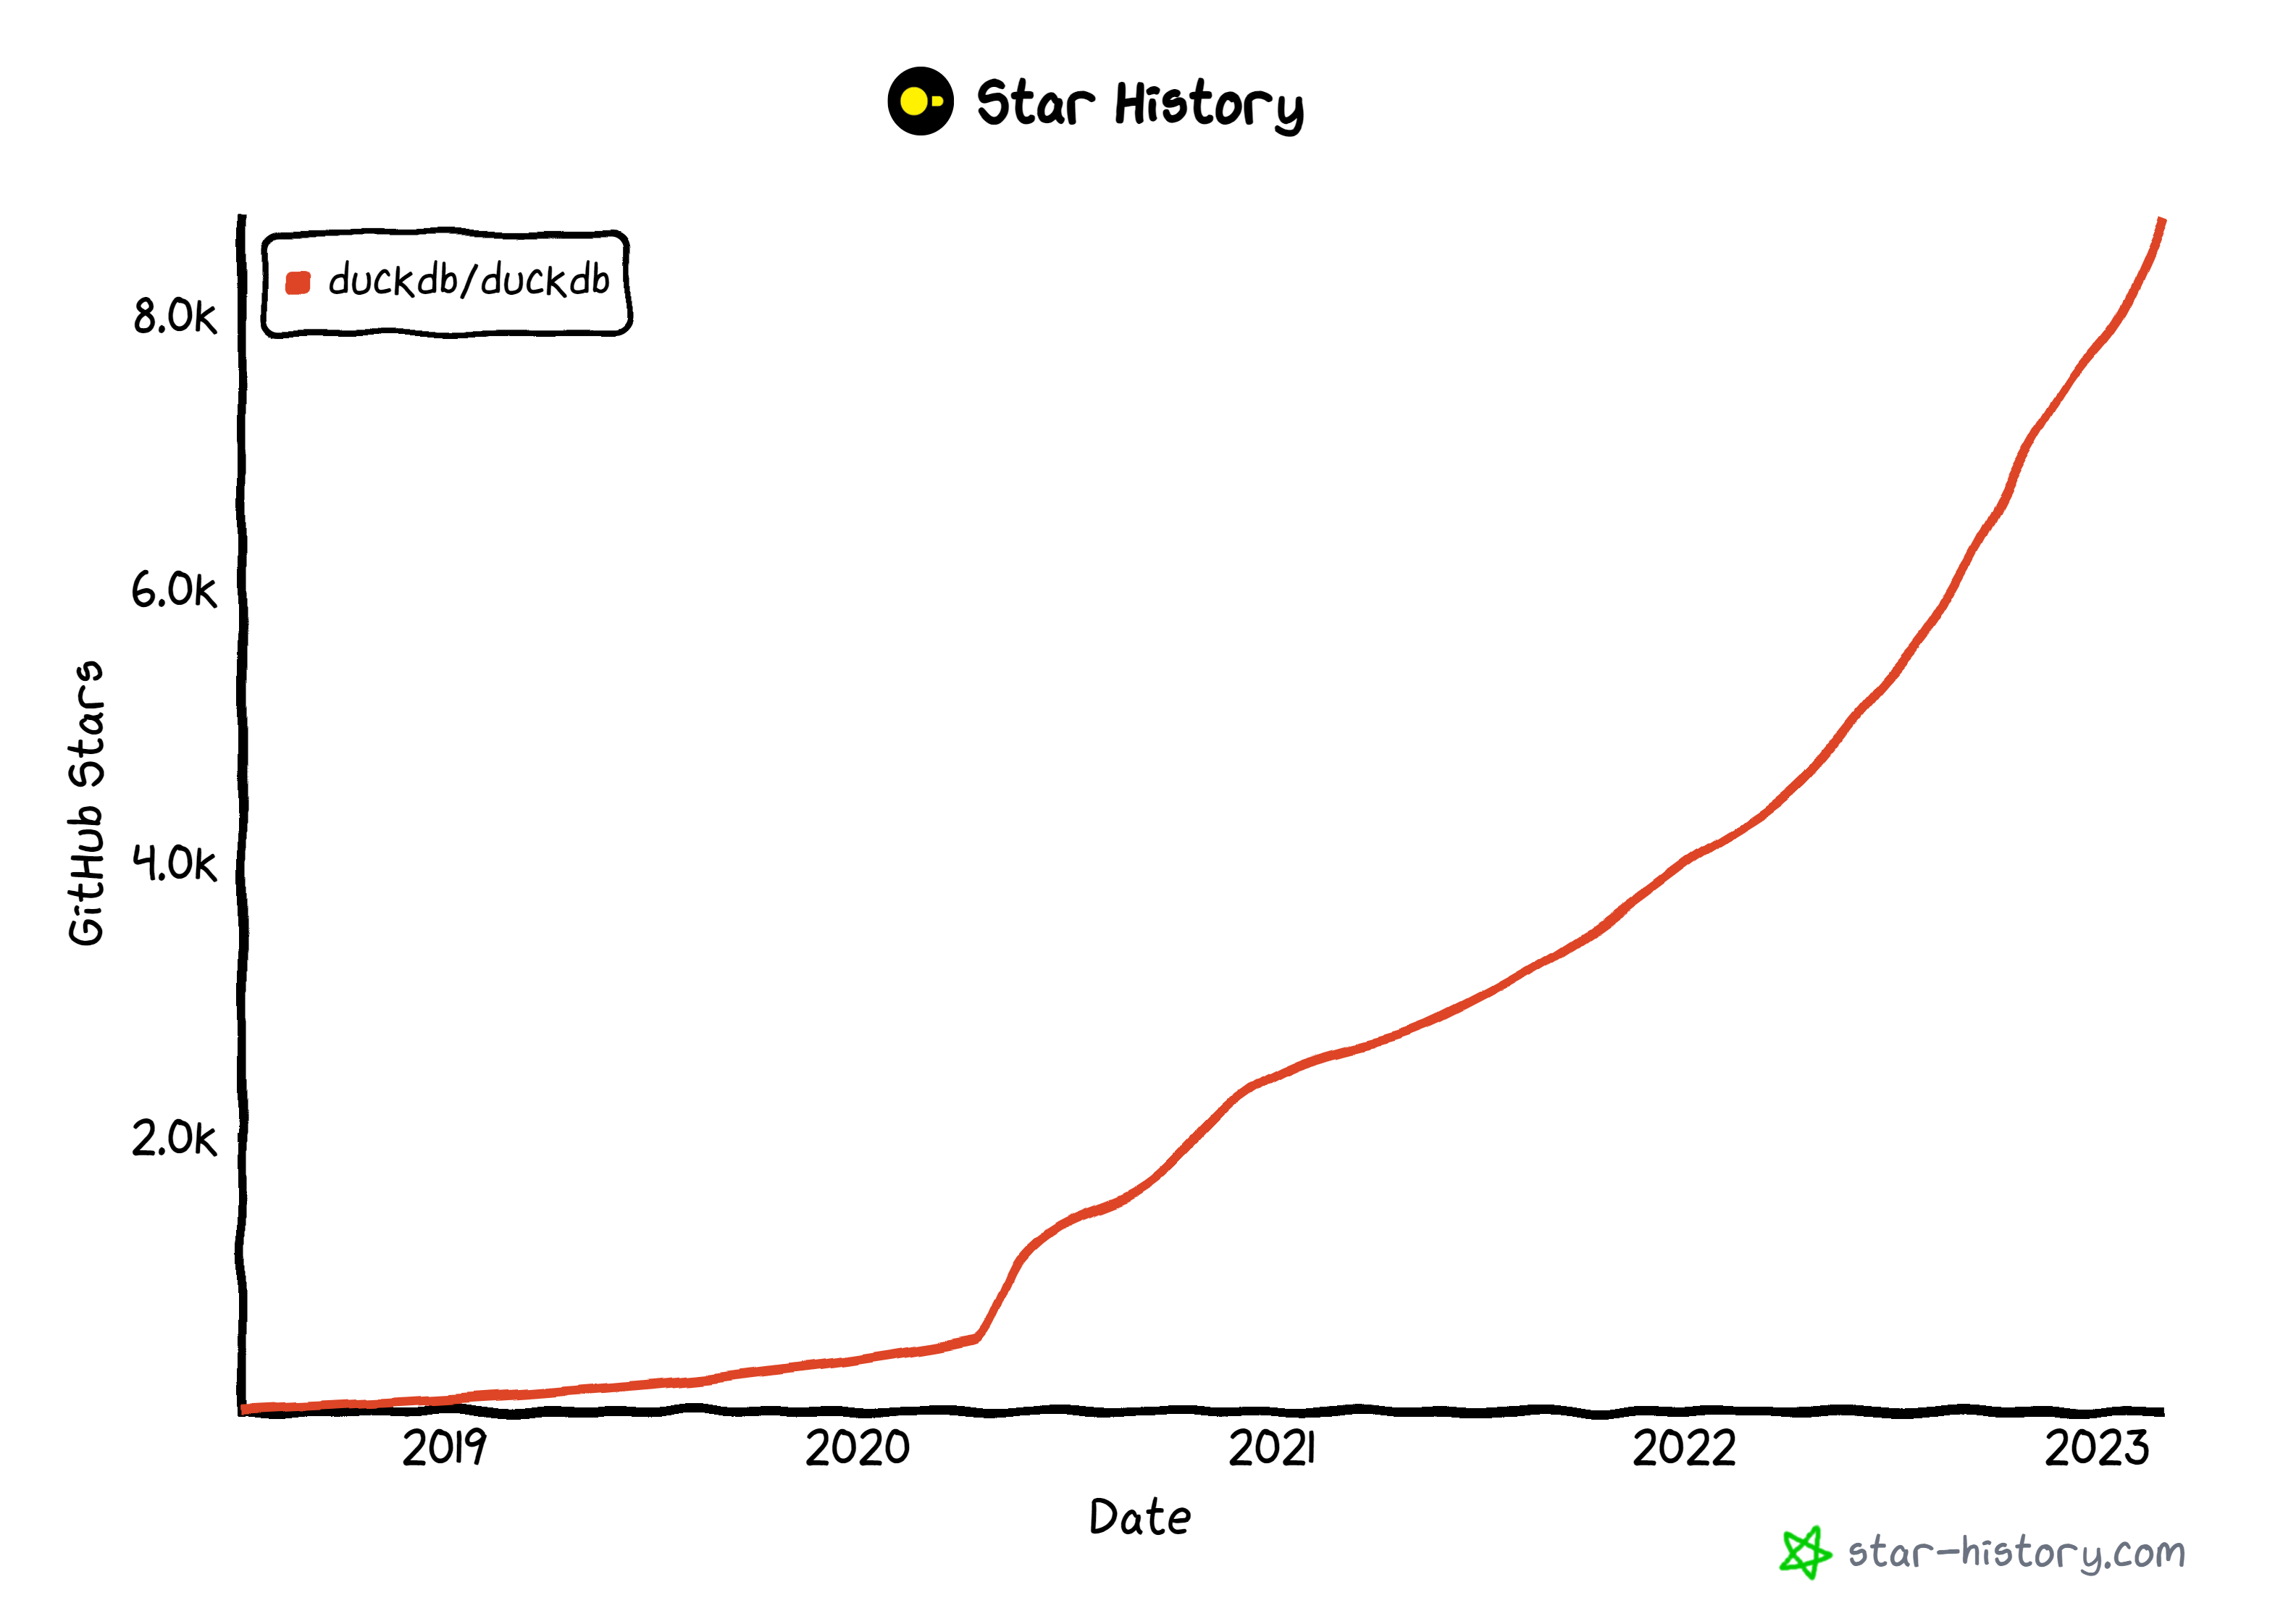 Star History
duckdb/duckdb
8.0K
6.0K
4.0K
2.0K
GitHub Stars
2019 2020 2021 2022 2023
Date
star-history.com